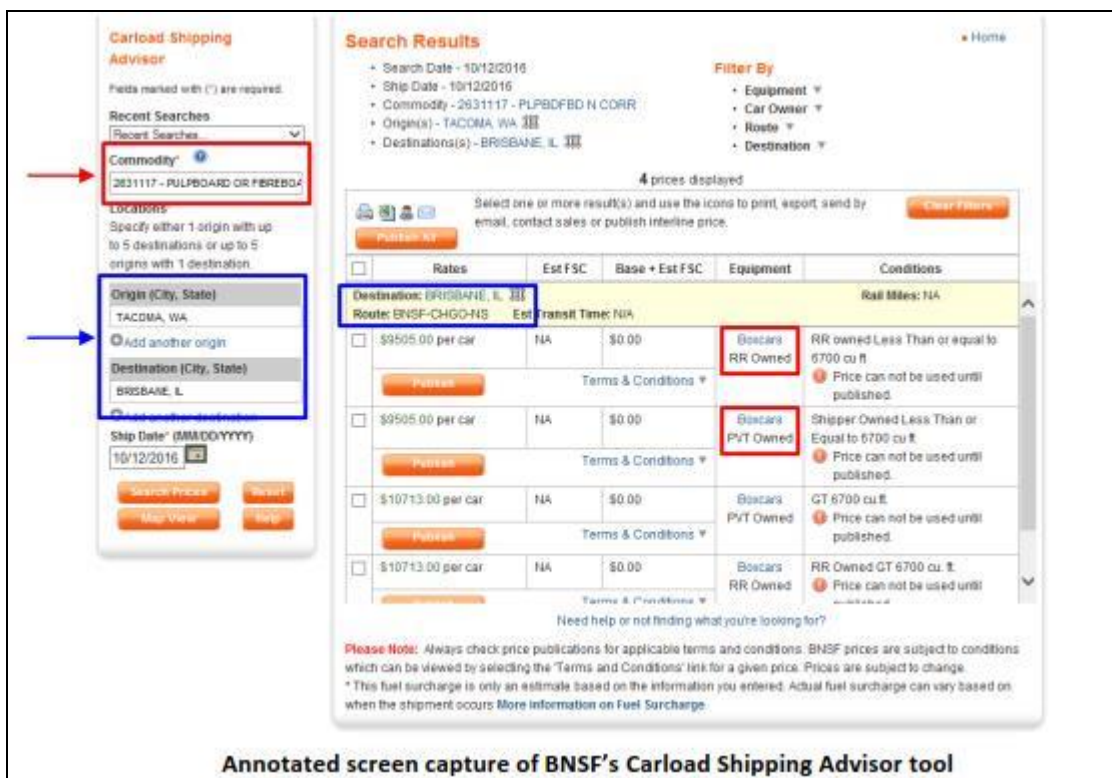 Carload Shipping
Advisor
Fields marked with (*) are required.
Recent Searches
Recent Searches...
Commodity*
2631117 - PULPBOARD OR FIBREBOA
Locations
Specify either 1 origin with up
to 5 destinations or up to 5
origins with 1 destination.
Origin (City, State)
TACOMA, WA
Add another origin
Destination (City, State)
BRISBANE, IL
Add another destination
Ship Date* (MM/DD/YYYY)
10/12/2016
Search Prices Reset
Map View Help
Search Results
Home
Search Date - 10/12/2016
Ship Date - 10/12/2016
Commodity - 2631117 - PLPBDFBD N CORR
Origin(s) - TACOMA, WA
Destinations(s) - BRISBANE, IL
Filter By
Equipment
Car Owner
Route
Destination
4 prices displayed
Select one or more result(s) and use the icons to print, export, send by
email, contact sales or publish interline price.
Clear Filters
Publish All
Rates Est FSC Base + Est FSC Equipment Conditions
Destination: BRISBANE, IL Rail Miles: NA
Route: BNSF-CHGO-NS Est Transit Time: N/A
$9505.00 per car NA $0.00 Boxcars RR Owned RR owned Less Than or equal to
6700 cu ft
Price can not be used until
published.
Publish Terms & Conditions
$9505.00 per car NA $0.00 Boxcars PVT Owned Shipper Owned Less Than or
Equal to 6700 cu ft
Price can not be used until
published.
Publish Terms & Conditions
$10713.00 per car NA $0.00 Boxcars PVT Owned GT 6700 cu.ft.
Price can not be used until
published.
Publish Terms & Conditions
$10713.00 per car NA $0.00 Boxcars RR Owned RR Owned GT 6700 cu. ft.
Price can not be used until
Terms & Conditions
Need help or not finding what you're looking for?
Please Note: Always check price publications for applicable terms and conditions. BNSF prices are subject to conditions
which can be viewed by selecting the 'Terms and Conditions' link for a given price. Prices are subject to change.
* This fuel surcharge is only an estimate based on the information you entered. Actual fuel surcharge can vary based on
when the shipment occurs More information on Fuel Surcharge
Annotated screen capture of BNSF's Carload Shipping Advisor tool